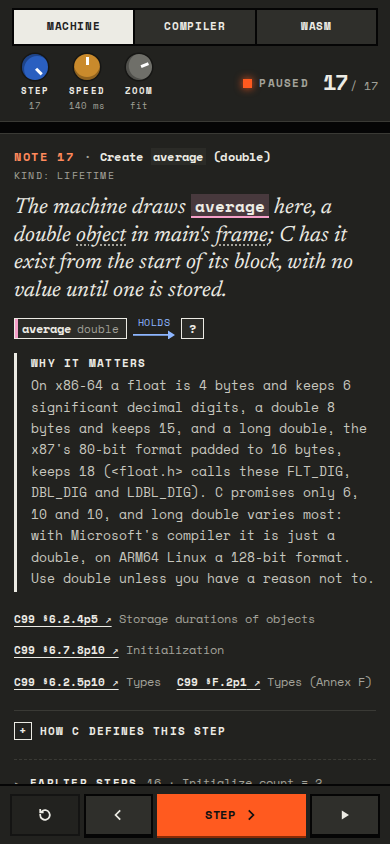 MACHINE COMPILER WASM
STEP SPEED ZOOM
17 140 ms fit
PAUSED 17 / 17
NOTE 17 · Create average (double)
KIND: LIFETIME
The machine draws average here, a
double object in main's frame; C has it
exist from the start of its block, with no
value until one is stored.
average double HOLDS ?
WHY IT MATTERS
On x86-64 a float is 4 bytes and keeps 6
significant decimal digits, a double 8
bytes and keeps 15, and a long double, the
x87's 80-bit format padded to 16 bytes,
keeps 18 (<float.h> calls these FLT_DIG,
DBL_DIG and LDBL_DIG). C promises only 6,
10 and 10, and long double varies most:
with Microsoft's compiler it is just a
double, on ARM64 Linux a 128-bit format.
Use double unless you have a reason not to.
C99 §6.2.4p5 ↗ Storage durations of objects
C99 §6.7.8p10 ↗ Initialization
C99 §6.2.5p10 ↗ Types C99 §F.2p1 ↗ Types (Annex F)
+ HOW C DEFINES THIS STEP
EARLIER STEPS 16 · Initialize count = 3
STEP